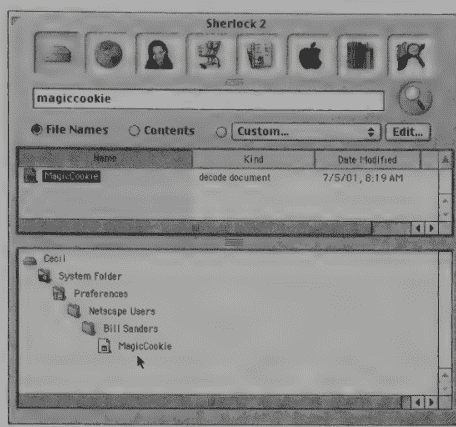 Sherlock 2
magiccookie
File Names Contents Custom... Edit...
Name Kind Date Modified
MagicCookie decode document 7/5/01, 8:19 AM
Cecil
System Folder
Preferences
Netscape Users
Bill Sanders
MagicCookie